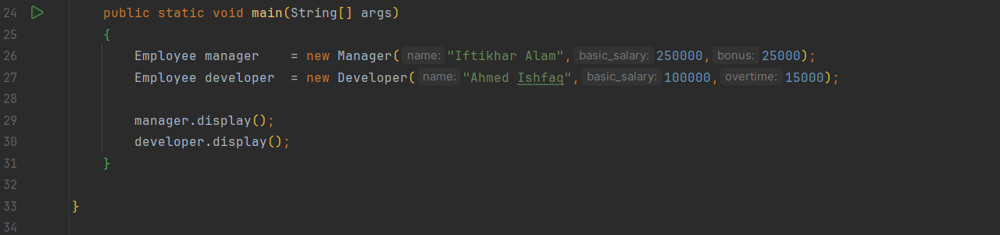 24 public static void main(String[] args)
25 {
26 Employee manager    = new Manager( name: "Iftikhar Alam", basic_salary: 250000, bonus: 25000);
27 Employee developer  = new Developer( name: "Ahmed Ishfaq", basic_salary: 100000, overtime: 15000);
28
29 manager.display();
30 developer.display();
31 }
32
33 }
34